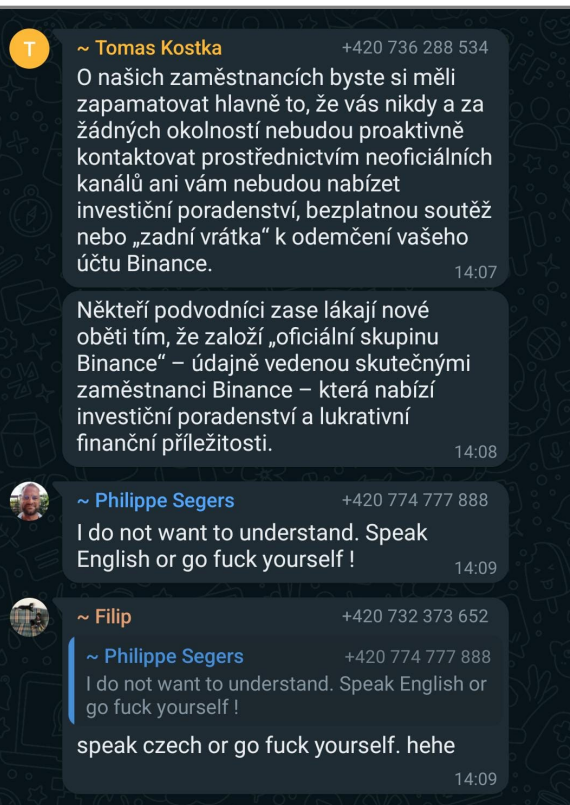 T
~ Tomas Kostka +420 736 288 534
O našich zaměstnancích byste si měli
zapamatovat hlavně to, že vás nikdy a za
žádných okolností nebudou proaktivně
kontaktovat prostřednictvím neoficiálních
kanálů ani vám nebudou nabízet
investiční poradenství, bezplatnou soutěž
nebo „zadní vrátka“ k odemčení vašeho
účtu Binance.
14:07
Někteří podvodníci zase lákají nové
oběti tím, že založí „oficiální skupinu
Binance“ – údajně vedenou skutečnými
zaměstnanci Binance – která nabízí
investiční poradenství a lukrativní
finanční příležitosti.
14:08
~ Philippe Segers +420 774 777 888
I do not want to understand. Speak
English or go fuck yourself !
14:09
~ Filip +420 732 373 652
~ Philippe Segers +420 774 777 888
I do not want to understand. Speak English or
go fuck yourself !
speak czech or go fuck yourself. hehe
14:09